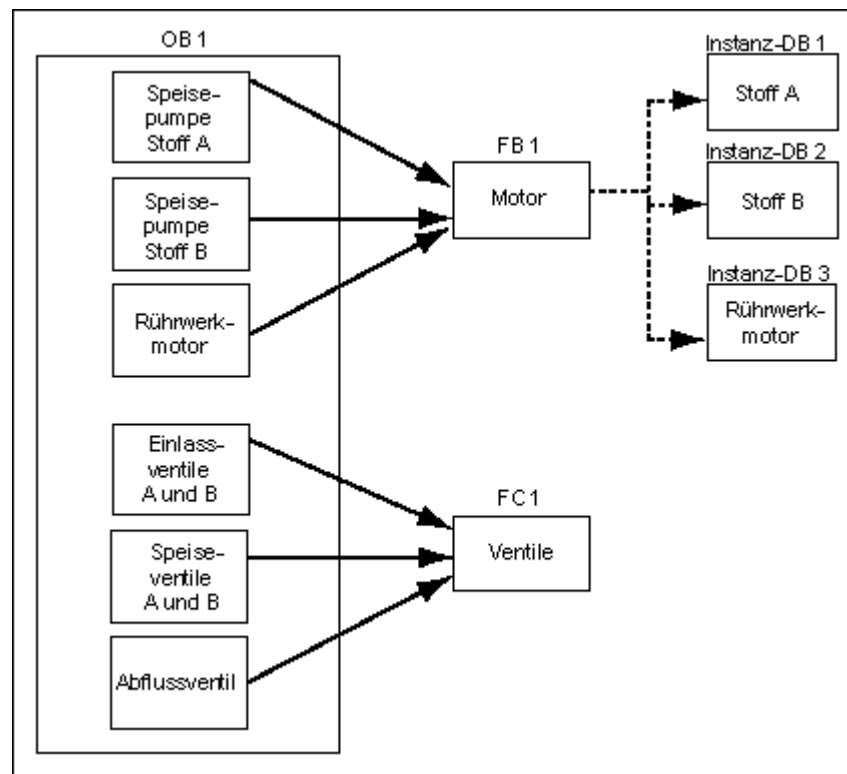 OB 1
Speise-
pumpe
Stoff A
Speise-
pumpe
Stoff B
Rührwerk-
motor
Einlass-
ventile
A und B
Speise-
ventile
A und B
Abflussventil
FB 1
Motor
FC 1
Ventile
Instanz-DB 1
Stoff A
Instanz-DB 2
Stoff B
Instanz-DB 3
Rührwerk-
motor